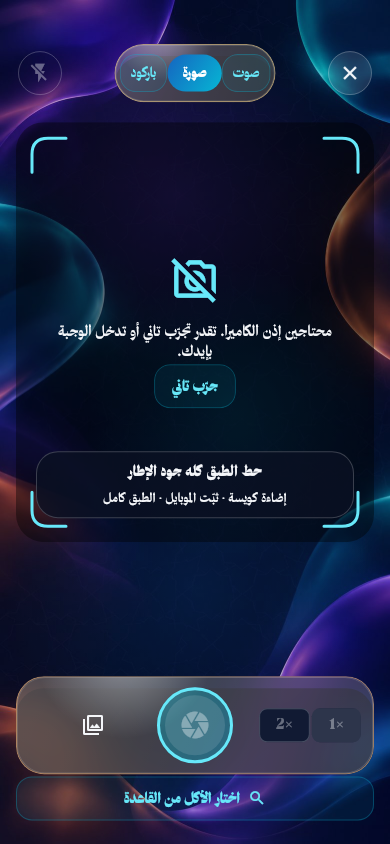 صوت
صورة
باركود
محتاجين إذن الكاميرا. تقدر تجرّب تاني أو تدخل الوجبة
بإيدك.
جرّب تاني
حط الطبق كله جوه الإطار
إضاءة كويسة · ثبّت الموبايل · الطبق كامل
1×
2×
اختار الأكل من القاعدة